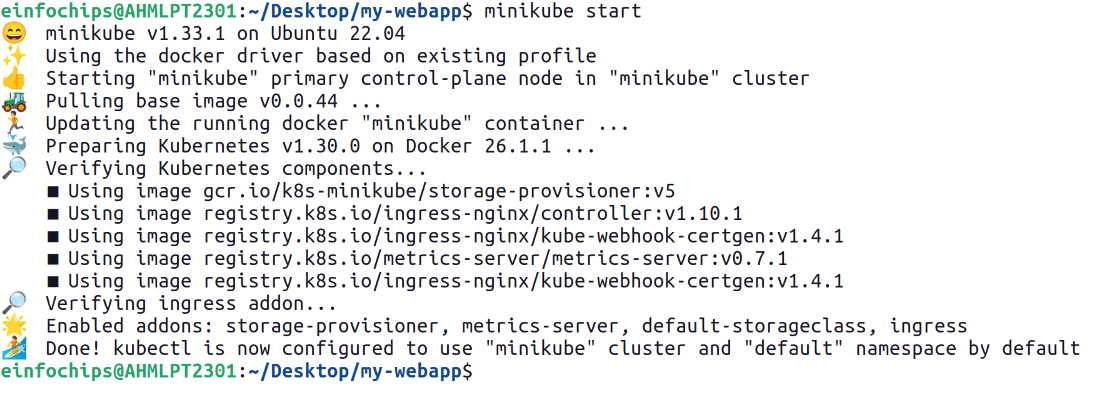 einfochips@AHMLPT2301:~/Desktop/my-webapp$ minikube start
😄 minikube v1.33.1 on Ubuntu 22.04
✨ Using the docker driver based on existing profile
👍 Starting "minikube" primary control-plane node in "minikube" cluster
🚜 Pulling base image v0.0.44 ...
🏃 Updating the running docker "minikube" container ...
🐳 Preparing Kubernetes v1.30.0 on Docker 26.1.1 ...
🔎 Verifying Kubernetes components...
▪ Using image gcr.io/k8s-minikube/storage-provisioner:v5
▪ Using image registry.k8s.io/ingress-nginx/controller:v1.10.1
▪ Using image registry.k8s.io/ingress-nginx/kube-webhook-certgen:v1.4.1
▪ Using image registry.k8s.io/metrics-server/metrics-server:v0.7.1
▪ Using image registry.k8s.io/ingress-nginx/kube-webhook-certgen:v1.4.1
🔎 Verifying ingress addon...
🌟 Enabled addons: storage-provisioner, metrics-server, default-storageclass, ingress
🏄 Done! kubectl is now configured to use "minikube" cluster and "default" namespace by default
einfochips@AHMLPT2301:~/Desktop/my-webapp$